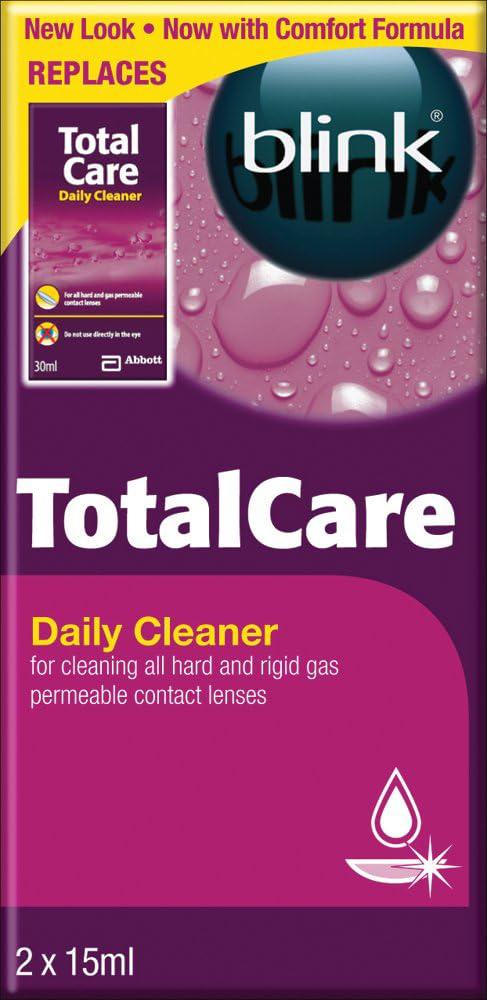 New Look • Now with Comfort Formula
REPLACES
Total
Care
Daily Cleaner
For all hard and gas permeable
contact lenses
Do not use directly in the eye
30ml
Abbott
blink®
TotalCare
Daily Cleaner
for cleaning all hard and rigid gas
permeable contact lenses
2 x 15ml